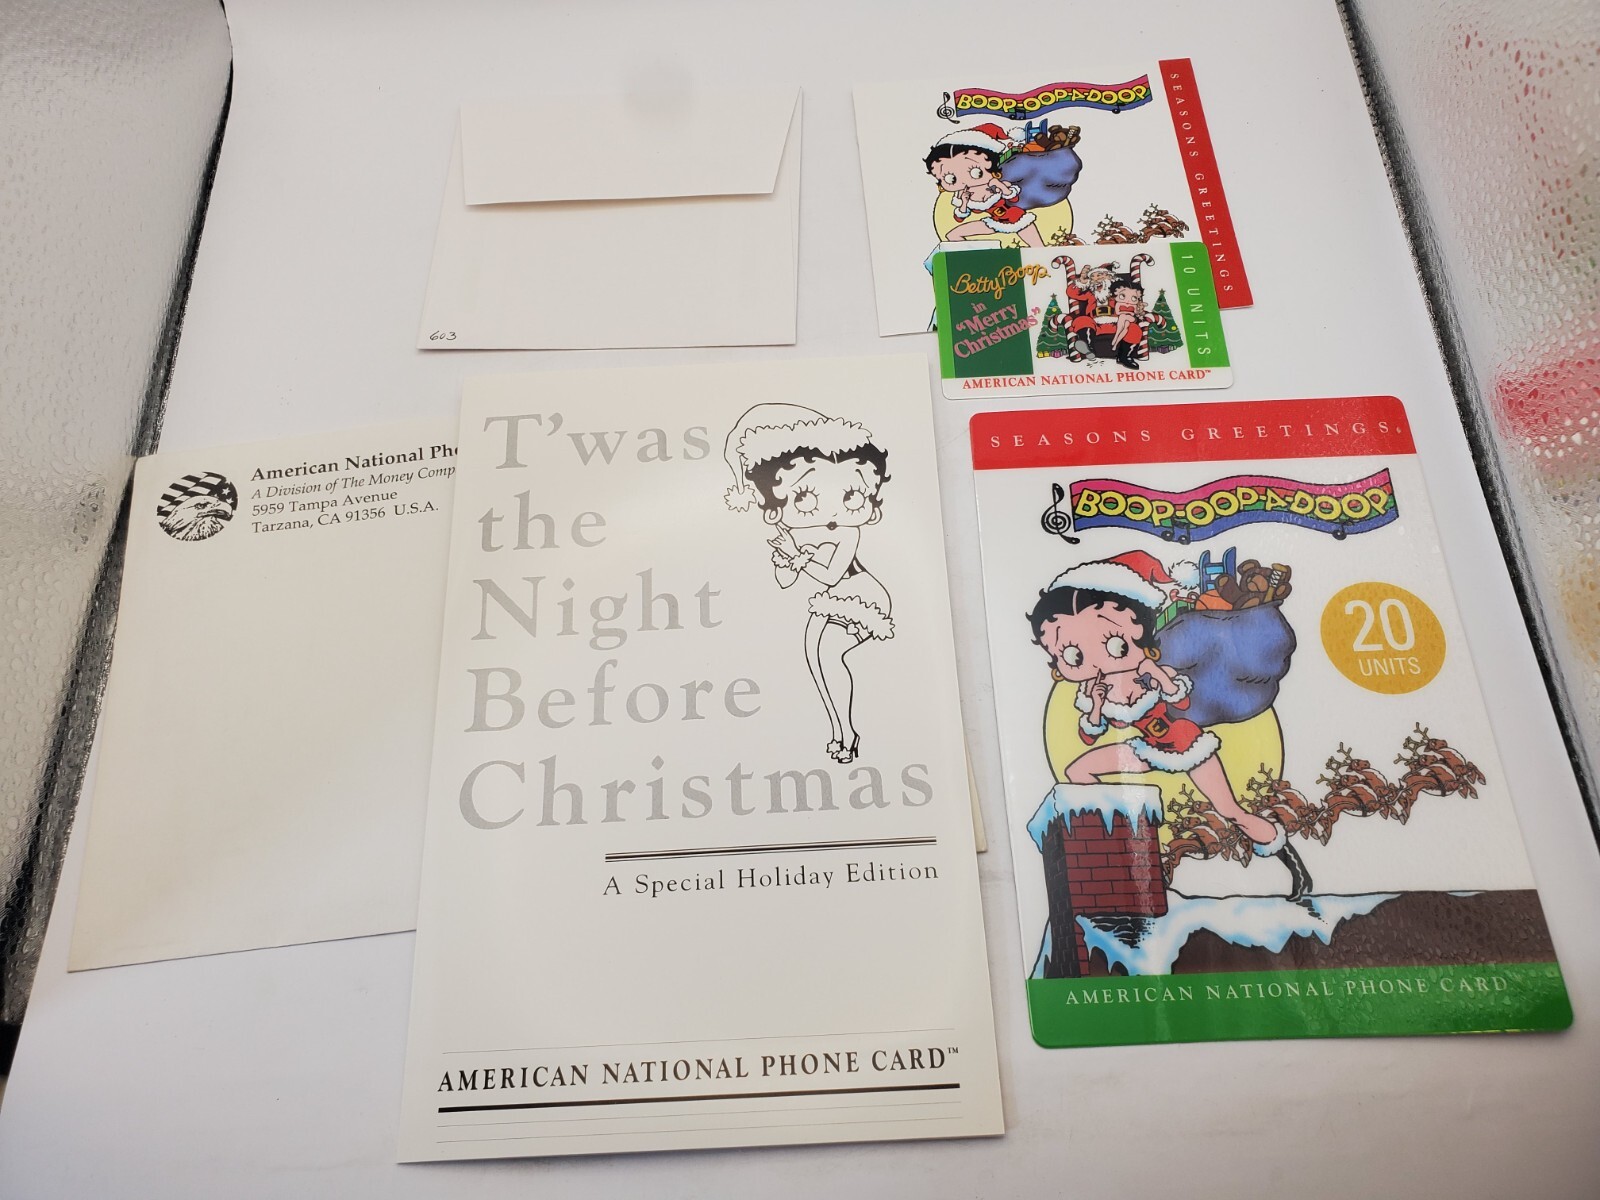 603
BOOP-OOP-A-DOOP
SEASONS GREETINGS
Betty Boop
in
"Merry
Christmas"
10 UNITS
AMERICAN NATIONAL PHONE CARD™
American National
A Division of The Money
5959 Tampa Avenue
Tarzana, CA 91356 U.S.A.
T'was
the
Night
Before
Christmas
A Special Holiday Edition
AMERICAN NATIONAL PHONE CARD™
SEASONS GREETINGS
BOOP-OOP-A-DOOP
20
UNITS
AMERICAN NATIONAL PHONE CARD